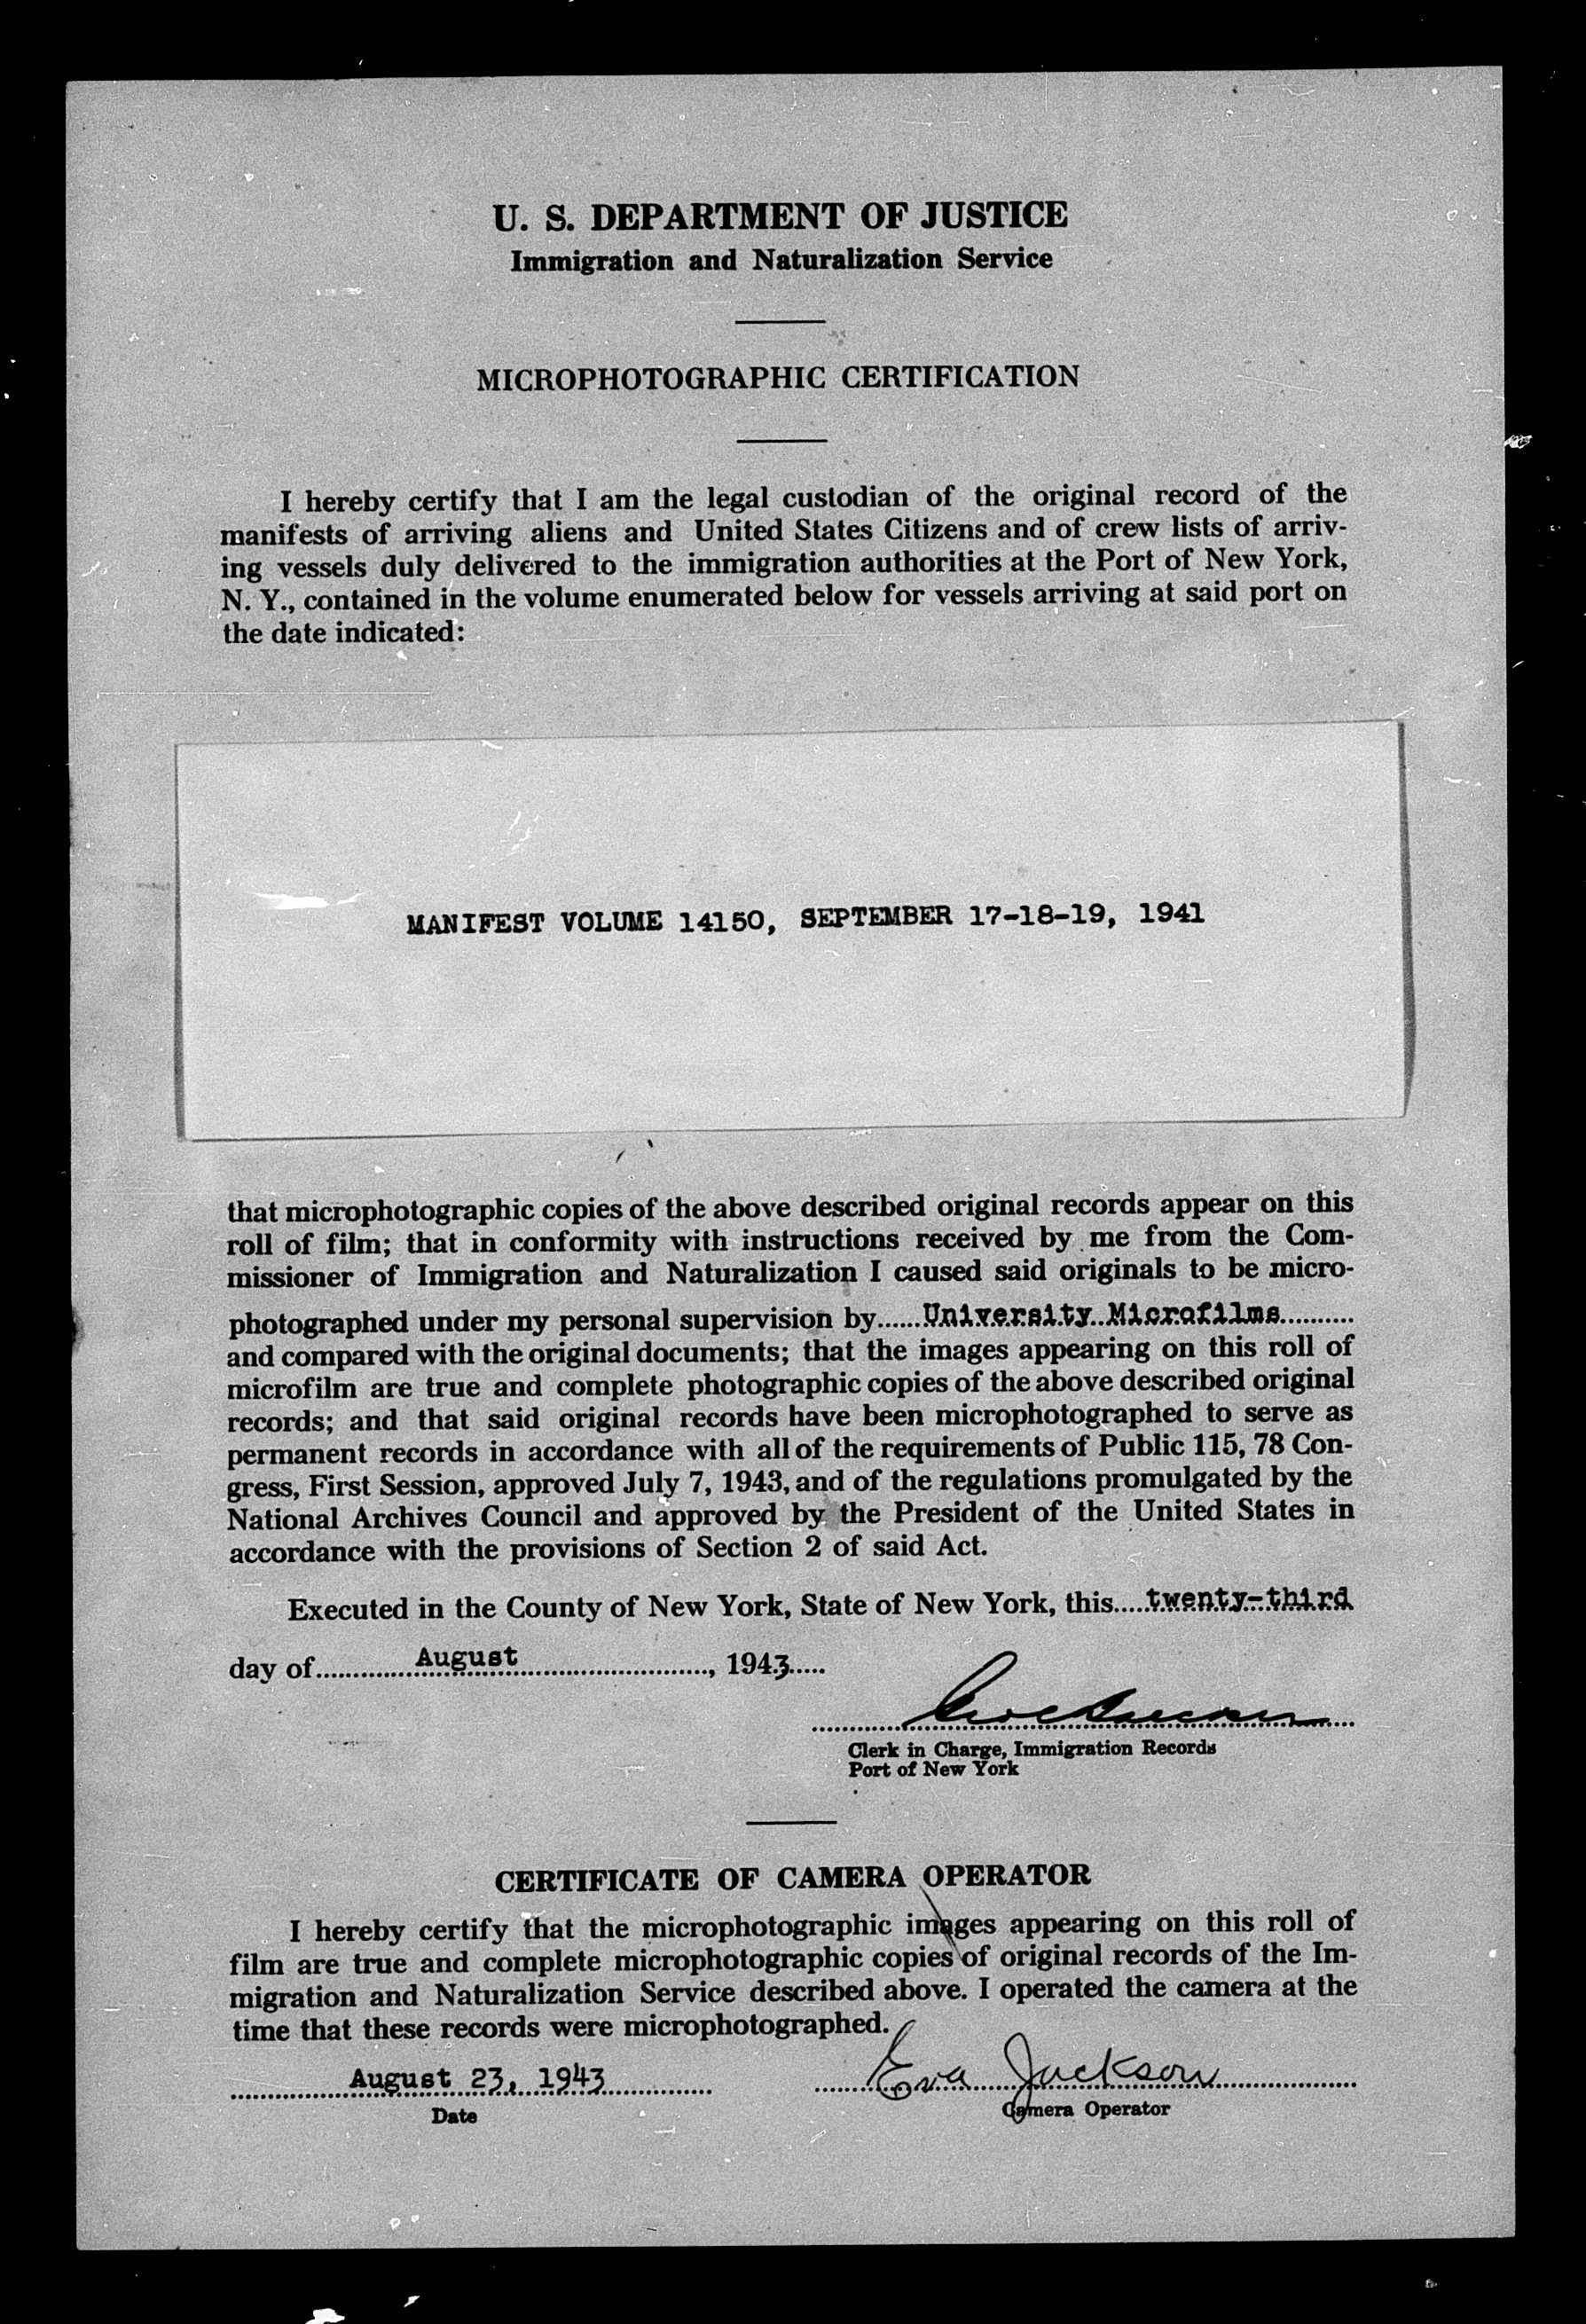 U. S. DEPARTMENT OF JUSTICE
Immigration and Naturalization Service
MICROPHOTOGRAPHIC CERTIFICATION
I hereby certify that I am the legal custodian of the original record of the
manifests of arriving aliens and United States Citizens and of crew lists of arriv-
ing vessels duly delivered to the immigration authorities at the Port of New York,
N. Y., contained in the volume enumerated below for vessels arriving at said port on
the date indicated:
MANIFEST VOLUME 14150, SEPTEMBER 17-18-19, 1941
that microphotographic copies of the above described original records appear on this
roll of film; that in conformity with instructions received by me from the Com-
missioner of Immigration and Naturalization I caused said originals to be micro-
photographed under my personal supervision by......University Microfilms..........
and compared with the original documents; that the images appearing on this roll of
microfilm are true and complete photographic copies of the above described original
records; and that said original records have been microphotographed to serve as
permanent records in accordance with all of the requirements of Public 115, 78 Con-
gress, First Session, approved July 7, 1943, and of the regulations promulgated by the
National Archives Council and approved by the President of the United States in
accordance with the provisions of Section 2 of said Act.
Executed in the County of New York, State of New York, this.....twenty-third
day of.............August............................, 1943.....
Clerk in Charge, Immigration Records
Port of New York
CERTIFICATE OF CAMERA OPERATOR
I hereby certify that the microphotographic images appearing on this roll of
film are true and complete microphotographic copies of original records of the Im-
migration and Naturalization Service described above. I operated the camera at the
time that these records were microphotographed.
August 23, 1943 Eva Jackson
Date Camera Operator